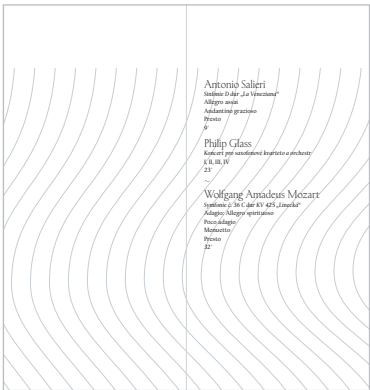 Antonio Salieri
Sinfonie D dur „La Veneziana“
Allegro assai
Andantino grazioso
Presto
9'
Philip Glass
Koncert pro saxofonové kvarteto a orchestr
I, II, III, IV
23'
~
Wolfgang Amadeus Mozart
Symfonie č. 36 C dur KV 425 „Linecká“
Adagio; Allegro spirituoso
Poco adagio
Menuetto
Presto
32'